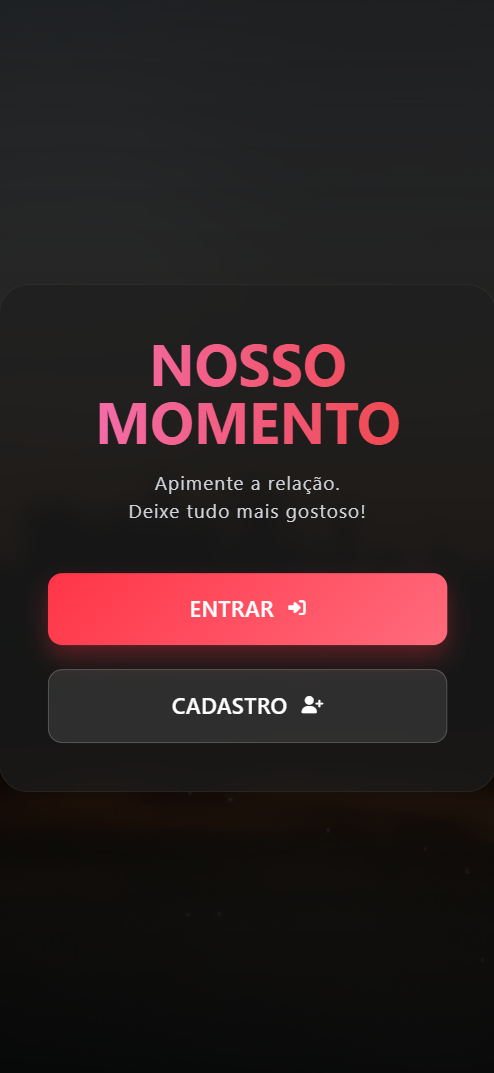 NOSSO
MOMENTO
Apimente a relação.
Deixe tudo mais gostoso!
ENTRAR
CADASTRO